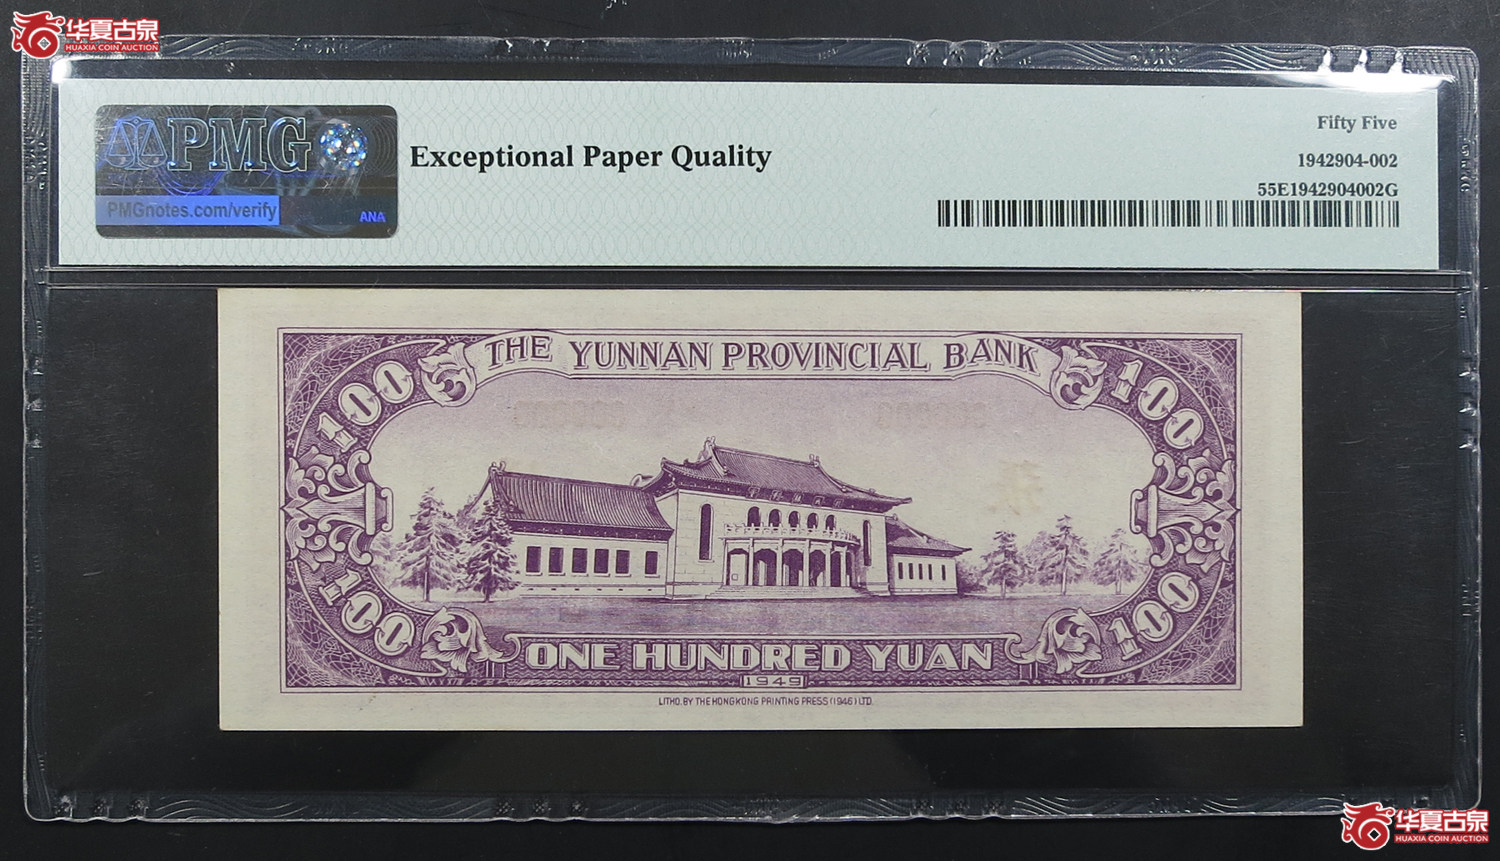 华夏古泉
HUAXIA COIN AUCTION
PMG
PMGnotes.com/verify
ANA
Exceptional Paper Quality
Fifty Five
1942904-002
55E1942904002G
THE YUNNAN PROVINCIAL BANK
100
100
100
100
ONE HUNDRED YUAN
1949
LITHO. BY THE HONGKONG PRINTING PRESS (1946) LTD.
华夏古泉
HUAXIA COIN AUCTION